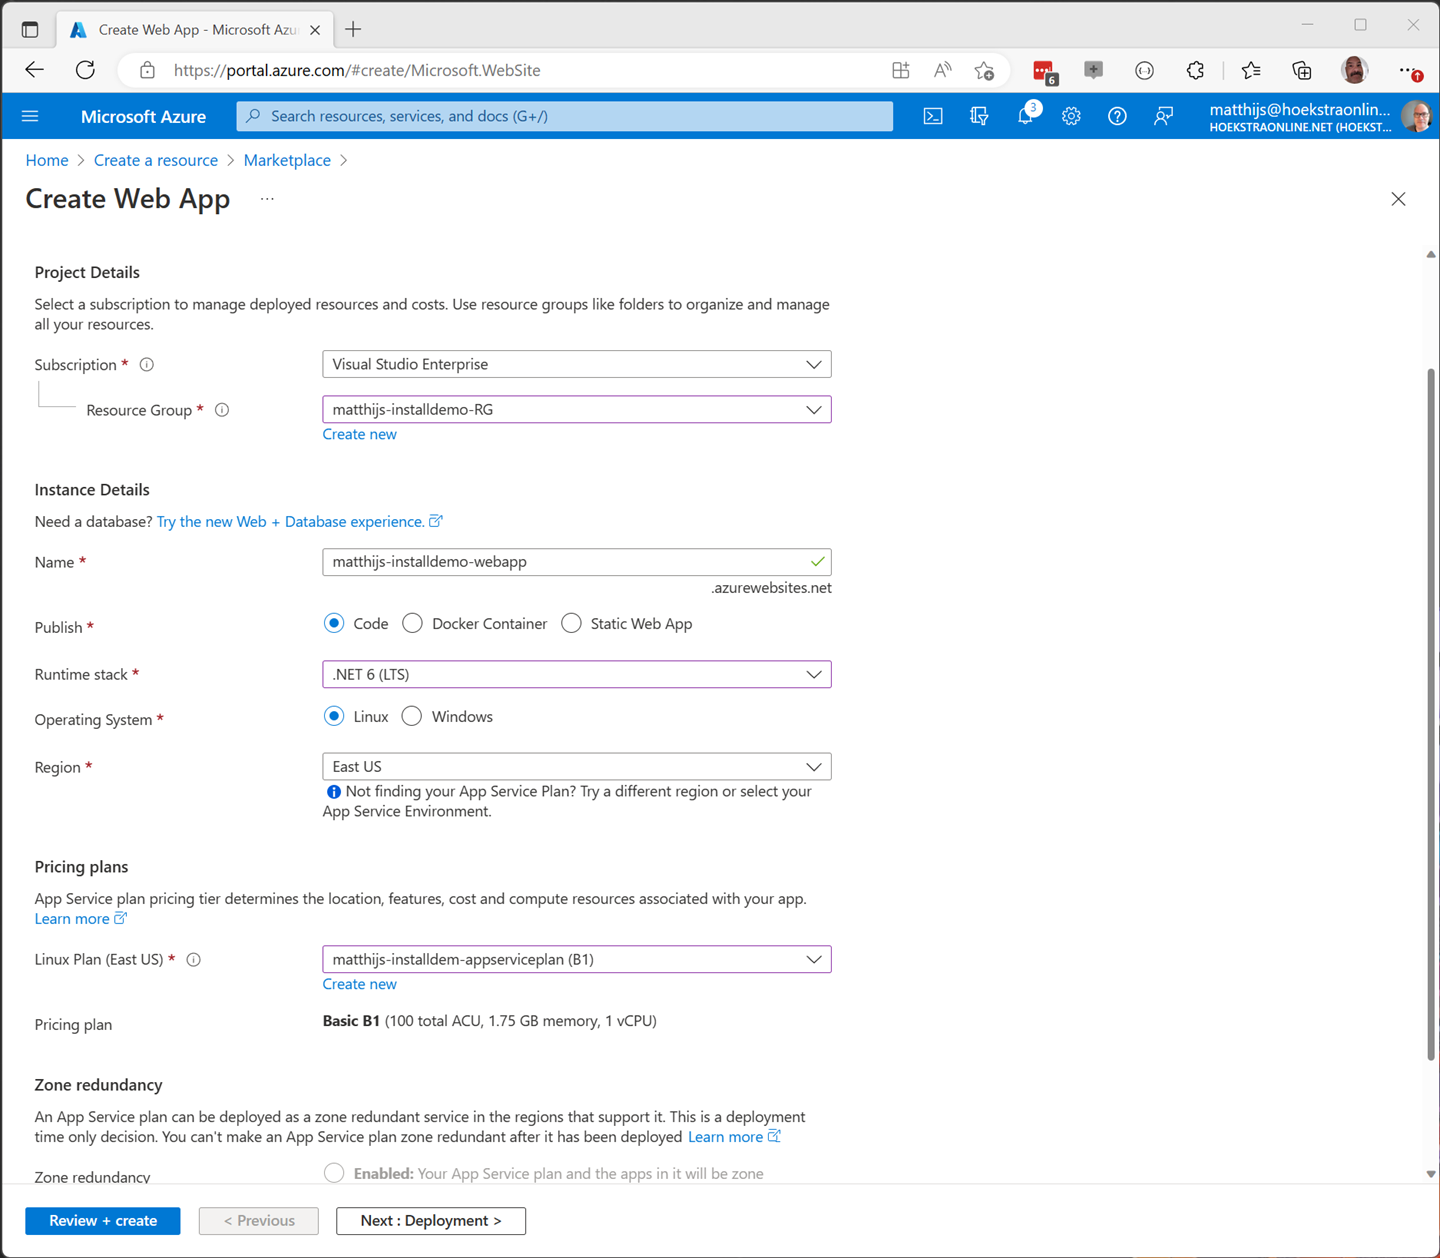 Create Web App - Microsoft Azu
https://portal.azure.com/#create/Microsoft.WebSite
6
Microsoft Azure
Search resources, services, and docs (G+/)
3
matthijs@hoekstraonlin...
HOEKSTRAONLINE.NET (HOEKST...
Home > Create a resource > Marketplace >
Create Web App ...
Project Details
Select a subscription to manage deployed resources and costs. Use resource groups like folders to organize and manage
all your resources.
Subscription * Visual Studio Enterprise
Resource Group * matthijs-installdemo-RG
Create new
Instance Details
Need a database? Try the new Web + Database experience.
Name * matthijs-installdemo-webapp
.azurewebsites.net
Publish * Code Docker Container Static Web App
Runtime stack * .NET 6 (LTS)
Operating System * Linux Windows
Region * East US
Not finding your App Service Plan? Try a different region or select your
App Service Environment.
Pricing plans
App Service plan pricing tier determines the location, features, cost and compute resources associated with your app.
Learn more
Linux Plan (East US) * matthijs-installdem-appserviceplan (B1)
Create new
Pricing plan Basic B1 (100 total ACU, 1.75 GB memory, 1 vCPU)
Zone redundancy
An App Service plan can be deployed as a zone redundant service in the regions that support it. This is a deployment
time only decision. You can't make an App Service plan zone redundant after it has been deployed Learn more
Zone redundancy Enabled: Your App Service plan and the apps in it will be zone
Review + create < Previous Next : Deployment >